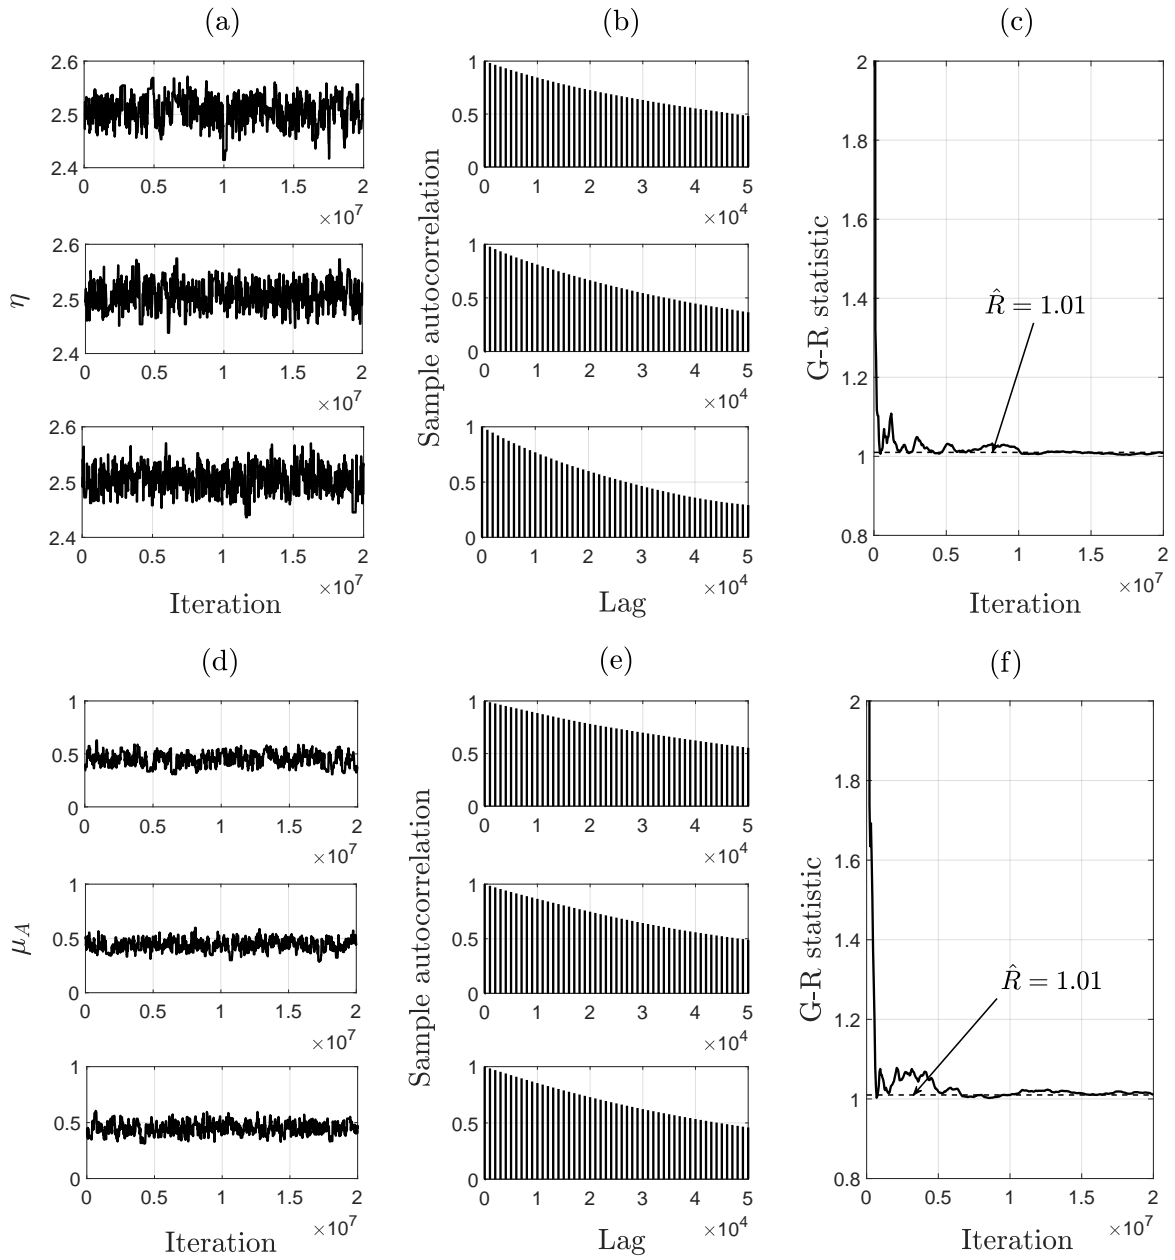 (a) (b) (c)
2.6
2.5
2.4
0 0.5 1 1.5 2
×10^7
2.6
2.5
2.4
0 0.5 1 1.5 2
×10^7
2.6
2.5
2.4
0 0.5 1 1.5 2
×10^7
η
Iteration
1
0.5
0
0 1 2 3 4 5
×10^4
1
0.5
0
0 1 2 3 4 5
×10^4
1
0.5
0
0 1 2 3 4 5
×10^4
Sample autocorrelation
Lag
2
1.8
1.6
1.4
1.2
1
0.8
0 0.5 1 1.5 2
×10^7
G-R statistic
R̂ = 1.01
Iteration
(d) (e) (f)
1
0.5
0
0 0.5 1 1.5 2
×10^7
1
0.5
0
0 0.5 1 1.5 2
×10^7
1
0.5
0
0 0.5 1 1.5 2
×10^7
μ_A
Iteration
1
0.5
0
0 1 2 3 4 5
×10^4
1
0.5
0
0 1 2 3 4 5
×10^4
1
0.5
0
0 1 2 3 4 5
×10^4
Sample autocorrelation
Lag
2
1.8
1.6
1.4
1.2
1
0.8
0 0.5 1 1.5 2
×10^7
G-R statistic
R̂ = 1.01
Iteration